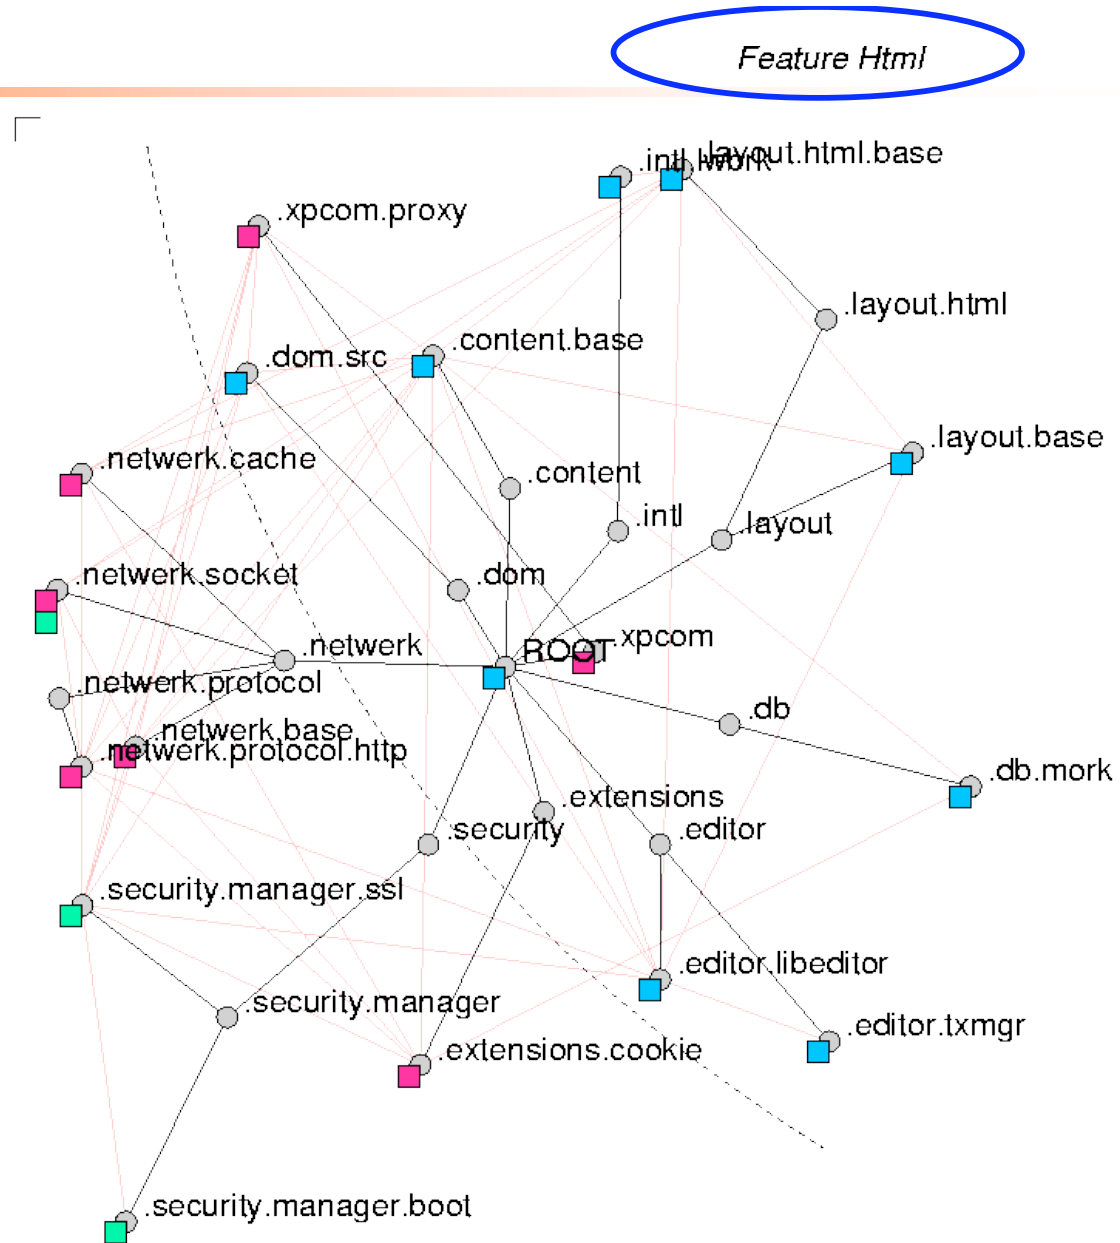 Feature Html
.intl.lwbrk
.layout.html.base
.xpcom.proxy
.layout.html
.content.base
.dom.src
.layout.base
.netwerk.cache
.content
.intl
.layout
.netwerk.socket
.dom
ROOT
.xpcom
.netwerk
.netwerk.protocol
.db
.netwerk.base
.netwerk.protocol.http
.db.mork
.extensions
.security
.editor
.security.manager.ssl
.editor.libeditor
.security.manager
.editor.txmgr
.extensions.cookie
.security.manager.boot